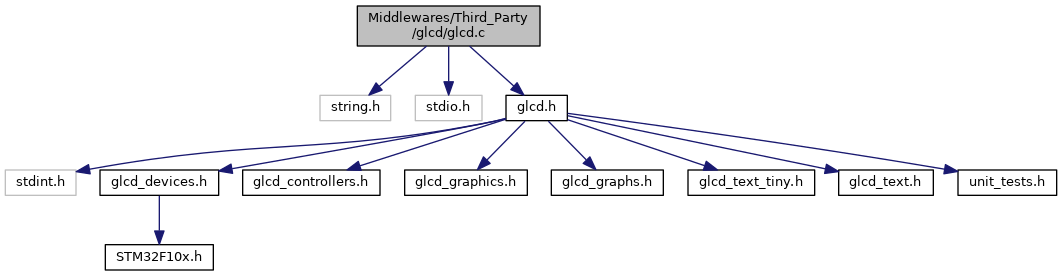 Middlewares/Third_Party
/glcd/glcd.c
string.h
stdio.h
glcd.h
stdint.h
glcd_devices.h
glcd_controllers.h
glcd_graphics.h
glcd_graphs.h
glcd_text_tiny.h
glcd_text.h
unit_tests.h
STM32F10x.h